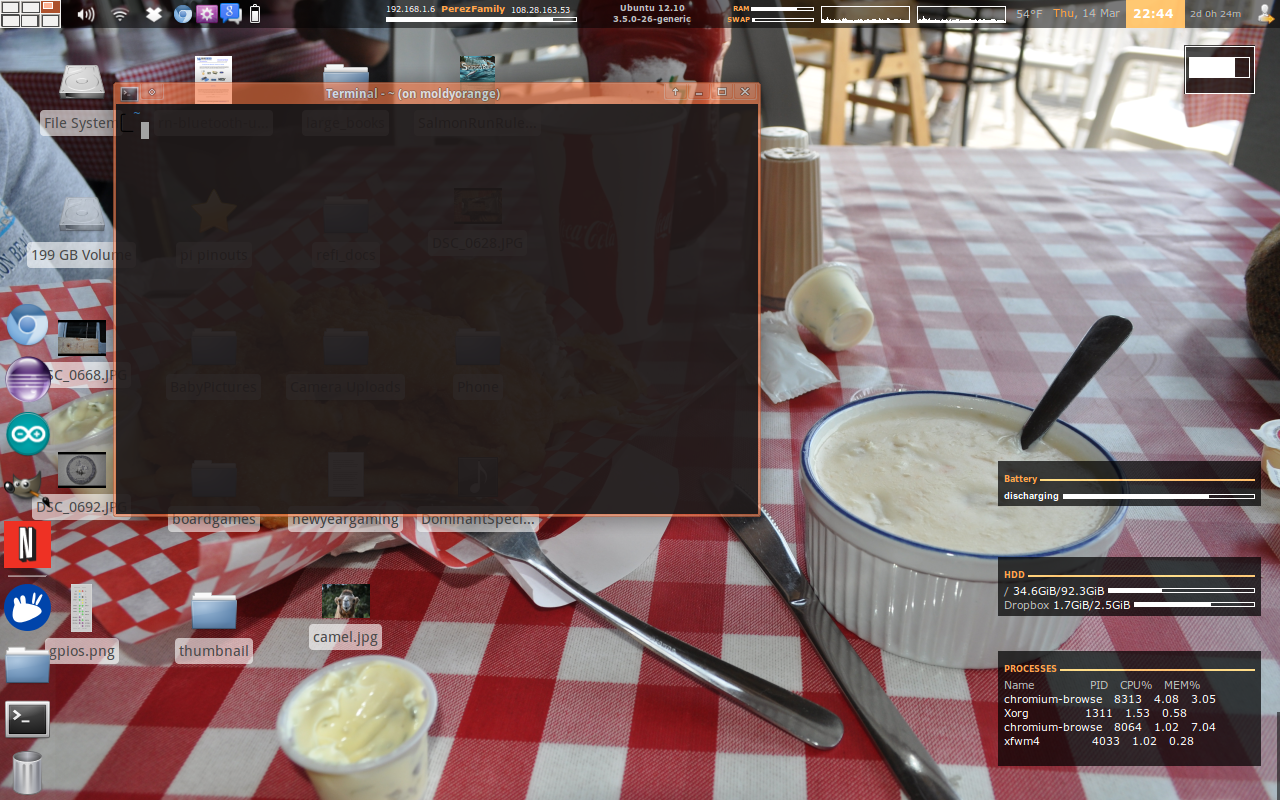 192.168.1.6 PerezFamily 108.28.163.53
Ubuntu 12.10
3.5.0-26-generic
RAM
SWAP
54°F Thu, 14 Mar 22:44 2d 0h 24m
Terminal - ~ (on moldyorange)
~
File System
large_books
SalmonRunRule...
199 GB Volume
pi pinouts
refi_docs
DSC_0628.JPG
DSC_0668.JPG
BabyPictures
Camera Uploads
Phone
DSC_0692.JPG
boardgames
newyeargaming
DominantSpeci...
gpios.png
thumbnail
camel.jpg
Battery
discharging
HDD
/ 34.6GiB/92.3GiB
Dropbox 1.7GiB/2.5GiB
PROCESSES
Name PID CPU% MEM%
chromium-browse 8313 4.08 3.05
Xorg 1311 1.53 0.58
chromium-browse 8064 1.02 7.04
xfwm4 4033 1.02 0.28